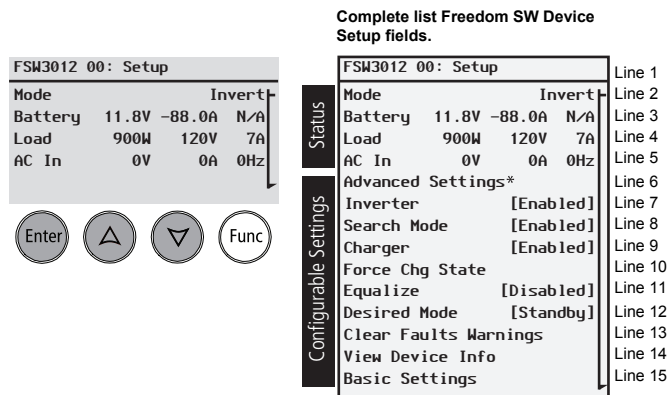 Complete list Freedom SW Device
Setup fields.
FSW3012 00: Setup
Mode Invert
Battery 11.8V -88.0A N/A
Load 900W 120V 7A
AC In 0V 0A 0Hz
Enter
Func
Status
Configurable Settings
FSW3012 00: Setup Line 1
Mode Invert Line 2
Battery 11.8V -88.0A N/A Line 3
Load 900W 120V 7A Line 4
AC In 0V 0A 0Hz Line 5
Advanced Settings* Line 6
Inverter [Enabled] Line 7
Search Mode [Enabled] Line 8
Charger [Enabled] Line 9
Force Chg State Line 10
Equalize [Disabled] Line 11
Desired Mode [Standby] Line 12
Clear Faults Warnings Line 13
View Device Info Line 14
Basic Settings Line 15